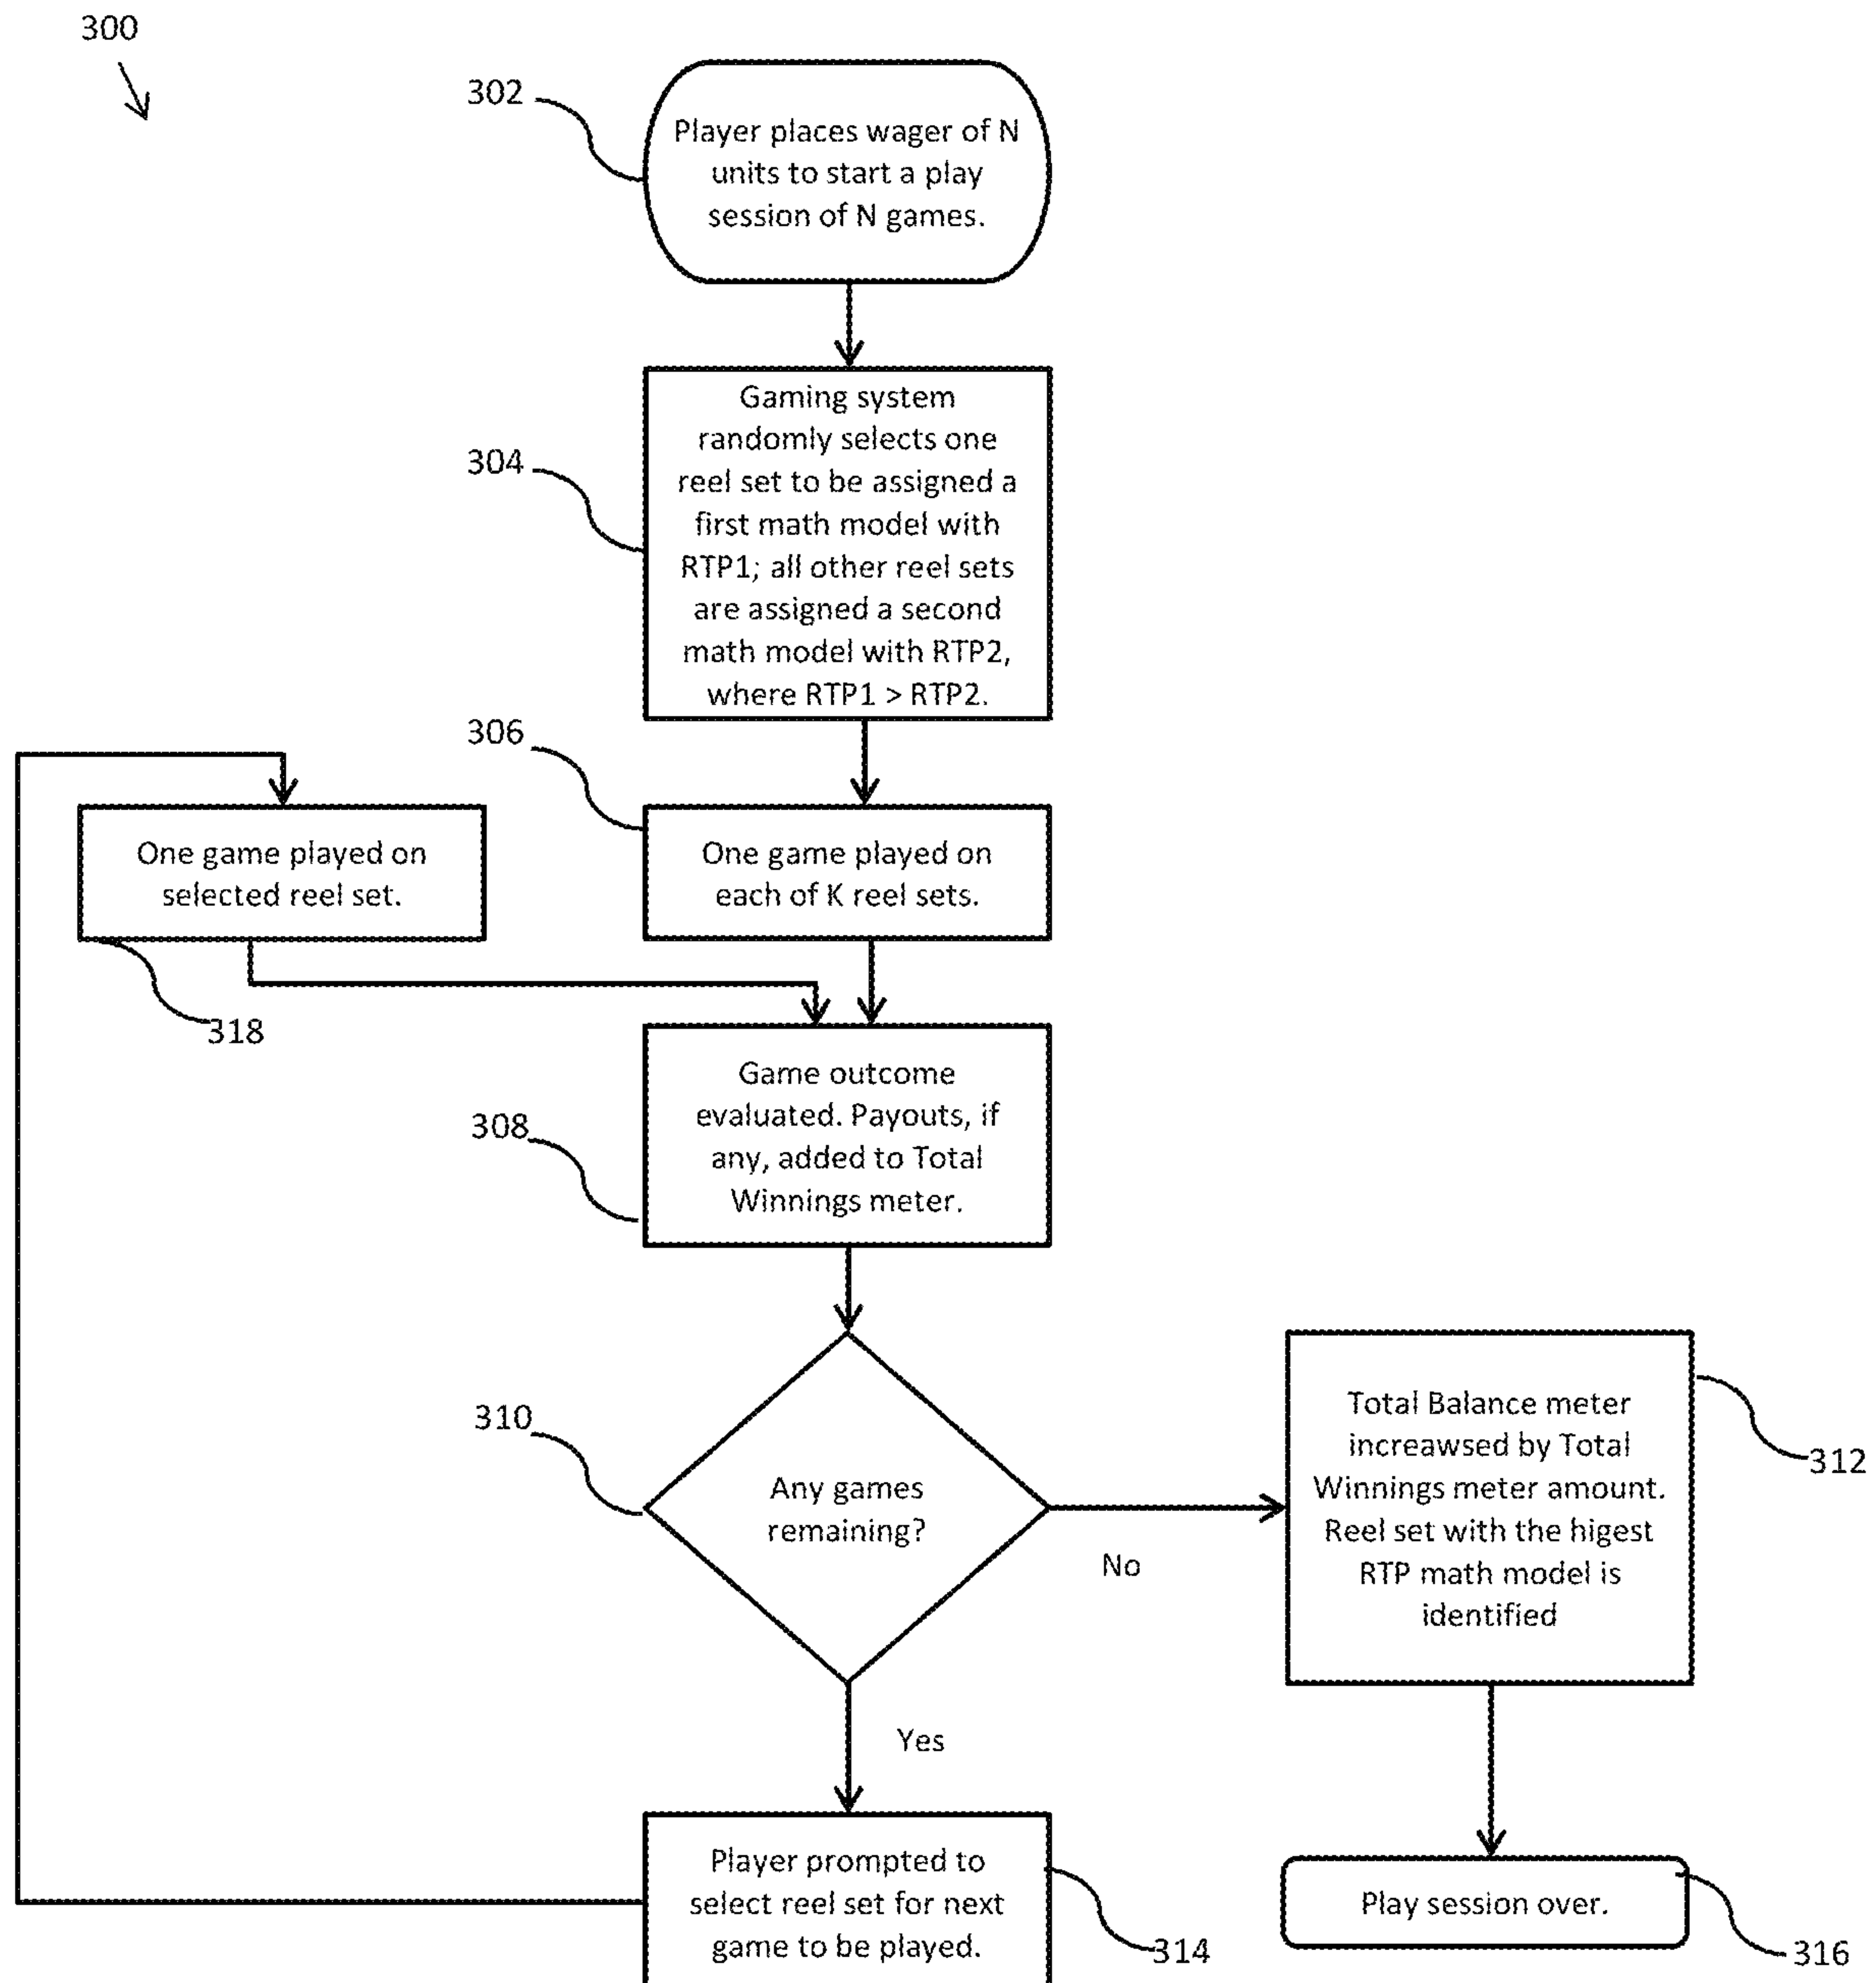 300
302
Player places wager of N
units to start a play
session of N games.
304
Gaming system
randomly selects one
reel set to be assigned a
first math model with
RTP1; all other reel sets
are assigned a second
math model with RTP2,
where RTP1 > RTP2.
306
One game played on
selected reel set.
One game played on
each of K reel sets.
318
308
Game outcome
evaluated. Payouts, if
any, added to Total
Winnings meter.
310
Any games
remaining?
No
Total Balance meter
increawsed by Total
Winnings meter amount.
Reel set with the higest
RTP math model is
identified
312
Yes
Player prompted to
select reel set for next
game to be played.
314
Play session over.
316